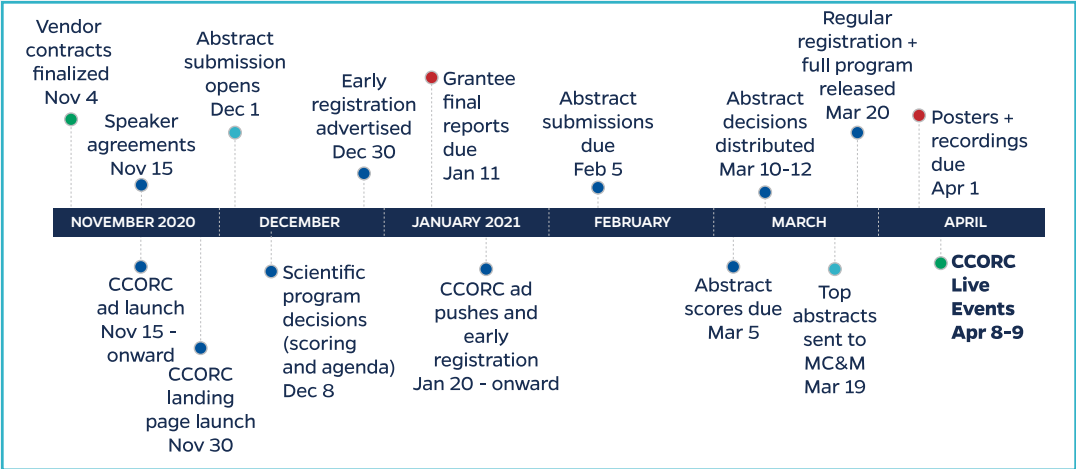 Vendor
contracts
finalized
Nov 4
Speaker
agreements
Nov 15
Abstract
submission
opens
Dec 1
Early
registration
advertised
Dec 30
Grantee
final
reports
due
Jan 11
Abstract
submissions
due
Feb 5
Abstract
decisions
distributed
Mar 10-12
Regular
registration +
full program
released
Mar 20
Posters +
recordings
due
Apr 1
NOVEMBER 2020
DECEMBER
JANUARY 2021
FEBRUARY
MARCH
APRIL
CCORC
ad launch
Nov 15 -
onward
CCORC
landing
page launch
Nov 30
Scientific
program
decisions
(scoring
and agenda)
Dec 8
CCORC ad
pushes and
early
registration
Jan 20 - onward
Abstract
scores due
Mar 5
Top
abstracts
sent to
MC&M
Mar 19
CCORC
Live
Events
Apr 8-9